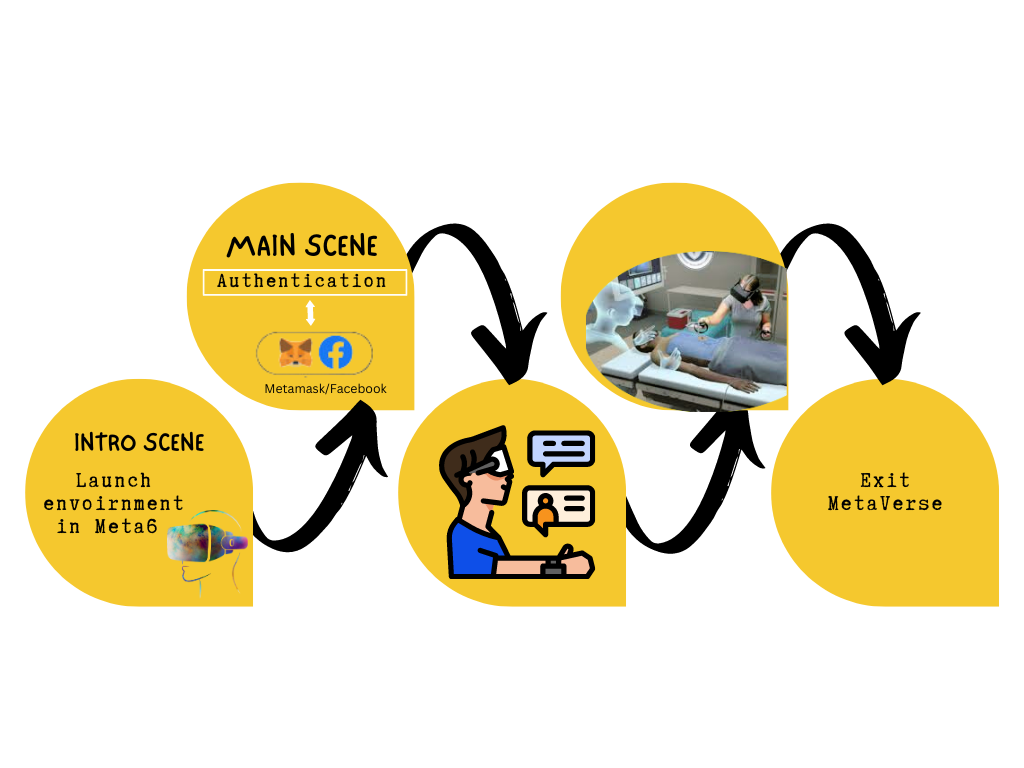 INTRO SCENE
Launch
envoirnment
in Meta6
MAIN SCENE
Authentication
Metamask/Facebook
Exit
MetaVerse